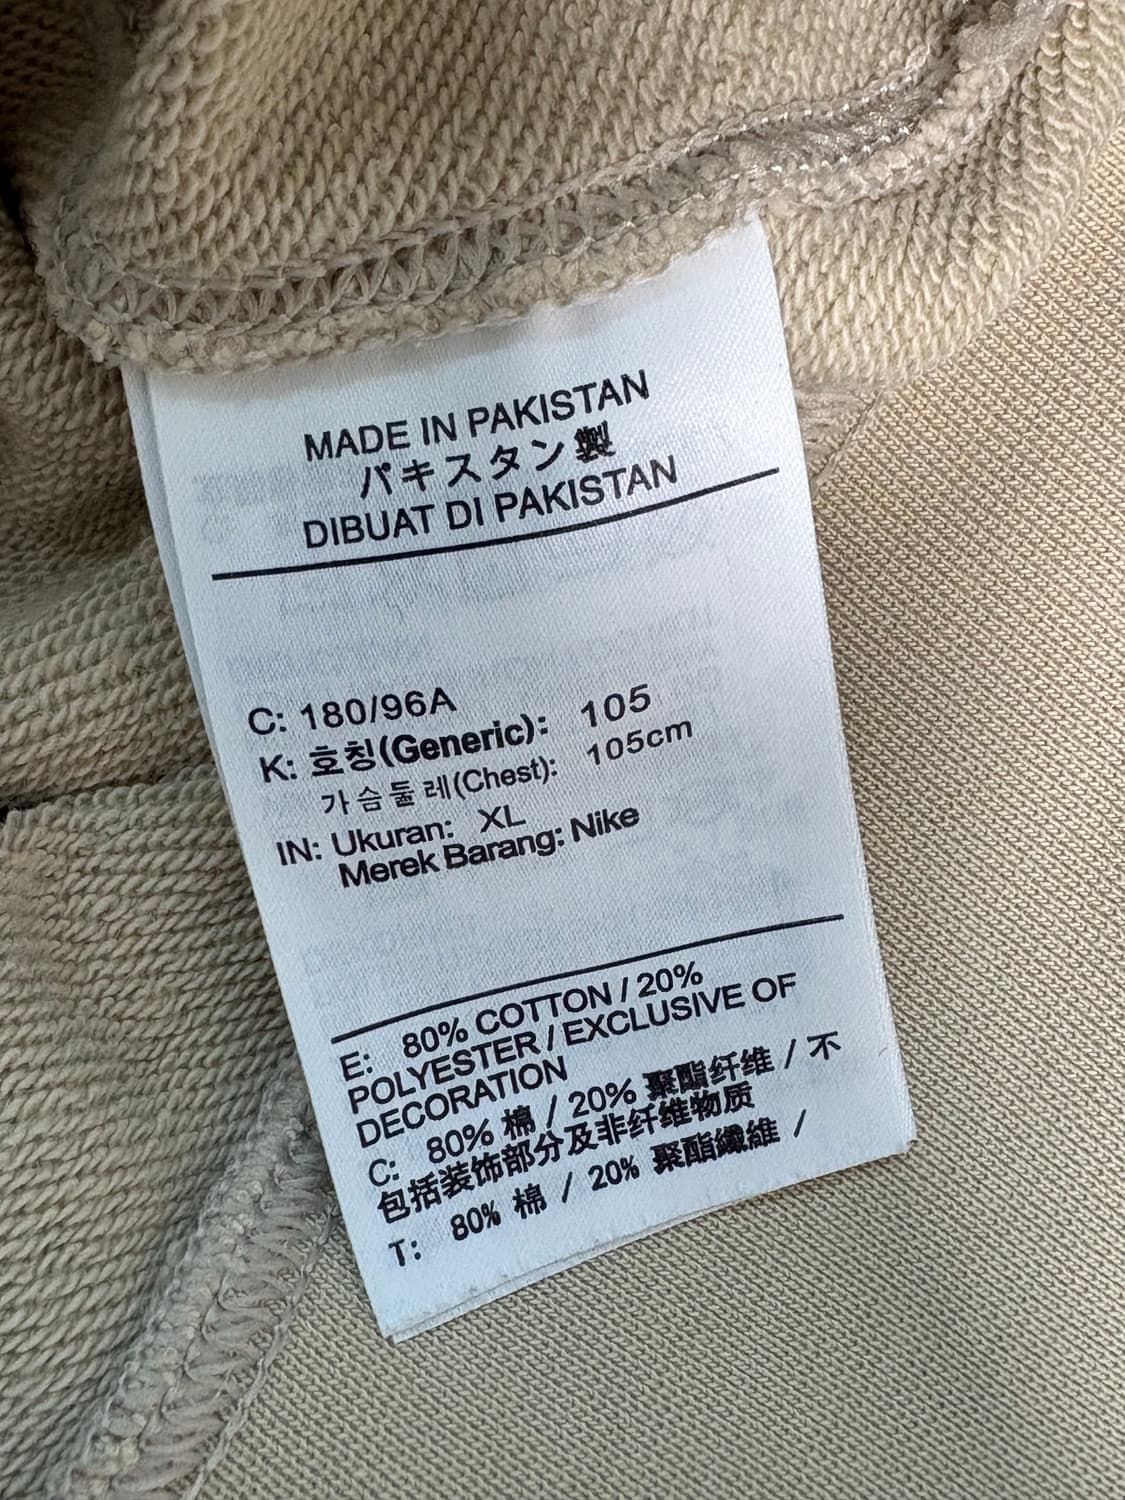 MADE IN PAKISTAN
パキスタン製
DIBUAT DI PAKISTAN
C: 180/96A
K: 호칭(Generic): 105
가슴둘레(Chest): 105cm
IN: Ukuran: XL
Merek Barang: Nike
E: 80% COTTON / 20%
POLYESTER / EXCLUSIVE OF
DECORATION
C: 80% 棉 / 20% 聚酯纤维 / 不
包括装饰部分及非纤维物质
T: 80% 棉 / 20% 聚酯纖維 /